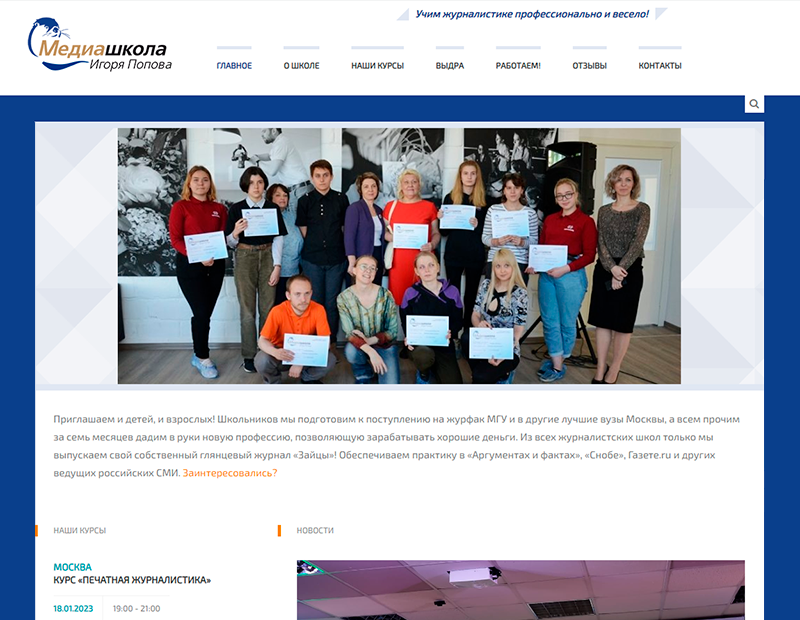 Учим журналистике профессионально и весело!
Медиашкола
Игоря Попова
ГЛАВНОЕ О ШКОЛЕ НАШИ КУРСЫ ВЫДРА РАБОТАЕМ! ОТЗЫВЫ КОНТАКТЫ
Приглашаем и детей, и взрослых! Школьников мы подготовим к поступлению на журфак МГУ и в другие лучшие вузы Москвы, а всем прочим
за семь месяцев дадим в руки новую профессию, позволяющую зарабатывать хорошие деньги. Из всех журналистских школ только мы
выпускаем свой собственный глянцевый журнал «Зайцы»! Обеспечиваем практику в «Аргументах и фактах», «Снобе», Газете.ru и других
ведущих российских СМИ. Заинтересовались?
НАШИ КУРСЫ
НОВОСТИ
МОСКВА
КУРС «ПЕЧАТНАЯ ЖУРНАЛИСТИКА»
18.01.2023 19:00 - 21:00